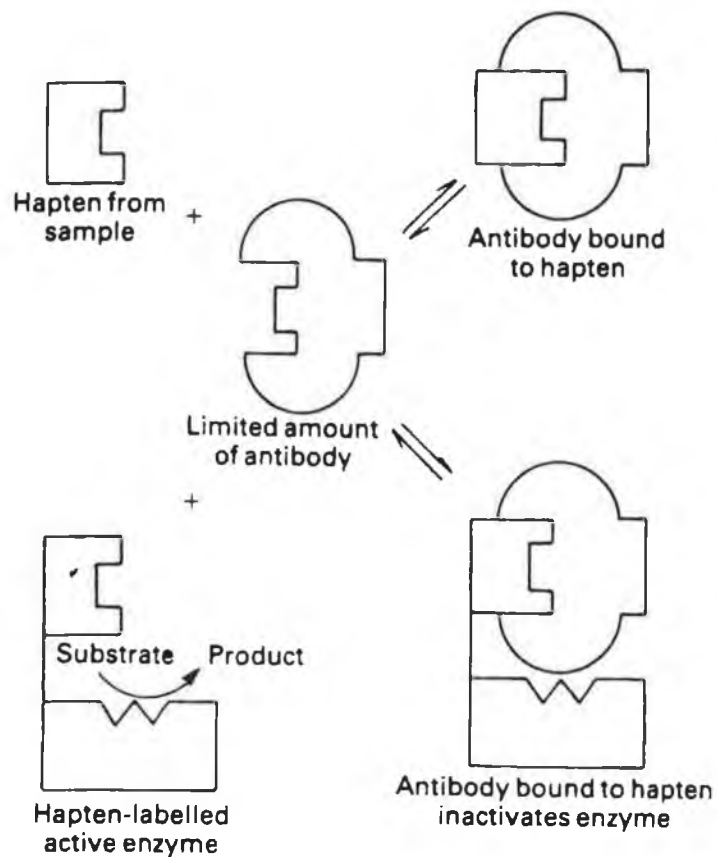 Hapten from
sample
+
Antibody bound
to hapten
Limited amount
of antibody
+
Substrate Product
Hapten-labelled
active enzyme
Antibody bound to hapten
inactivates enzyme